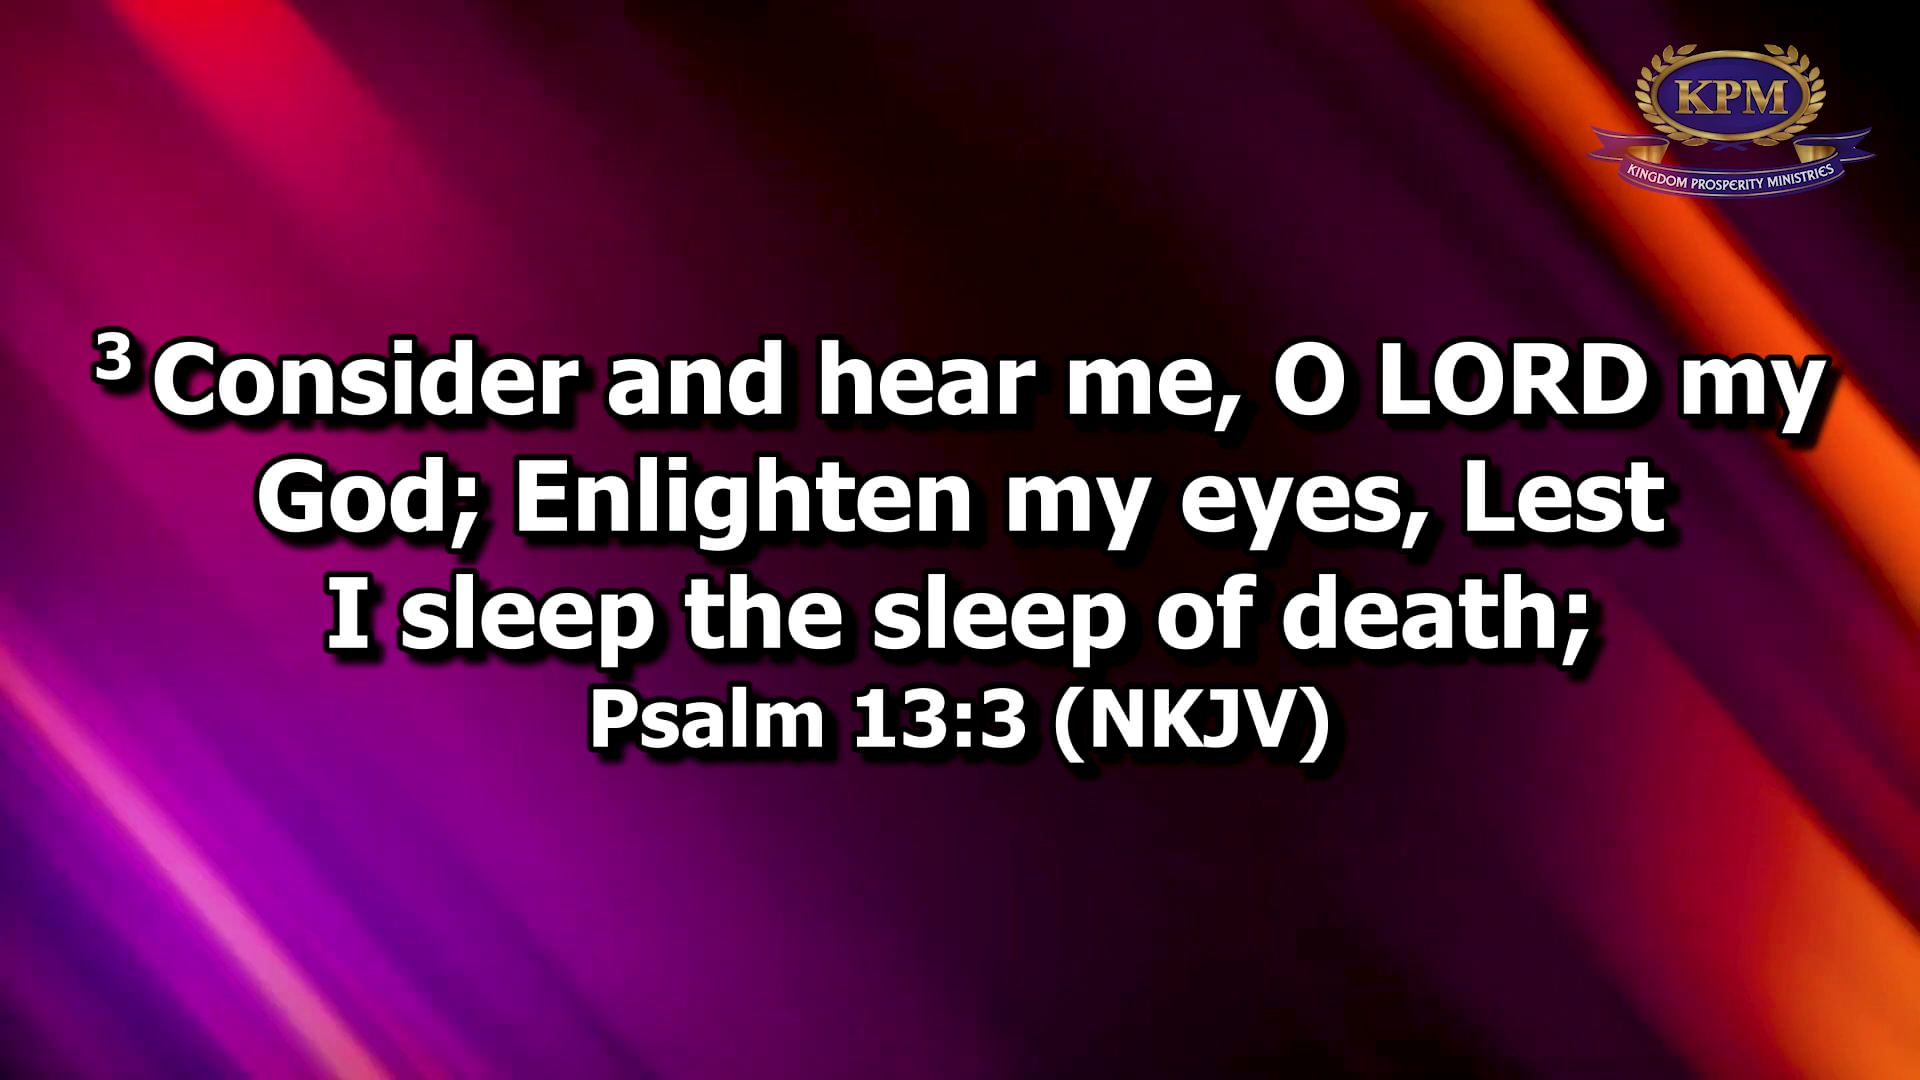 KPM
KINGDOM PROSPERITY MINISTRIES
3 Consider and hear me, O LORD my
God; Enlighten my eyes, Lest
I sleep the sleep of death;
Psalm 13:3 (NKJV)